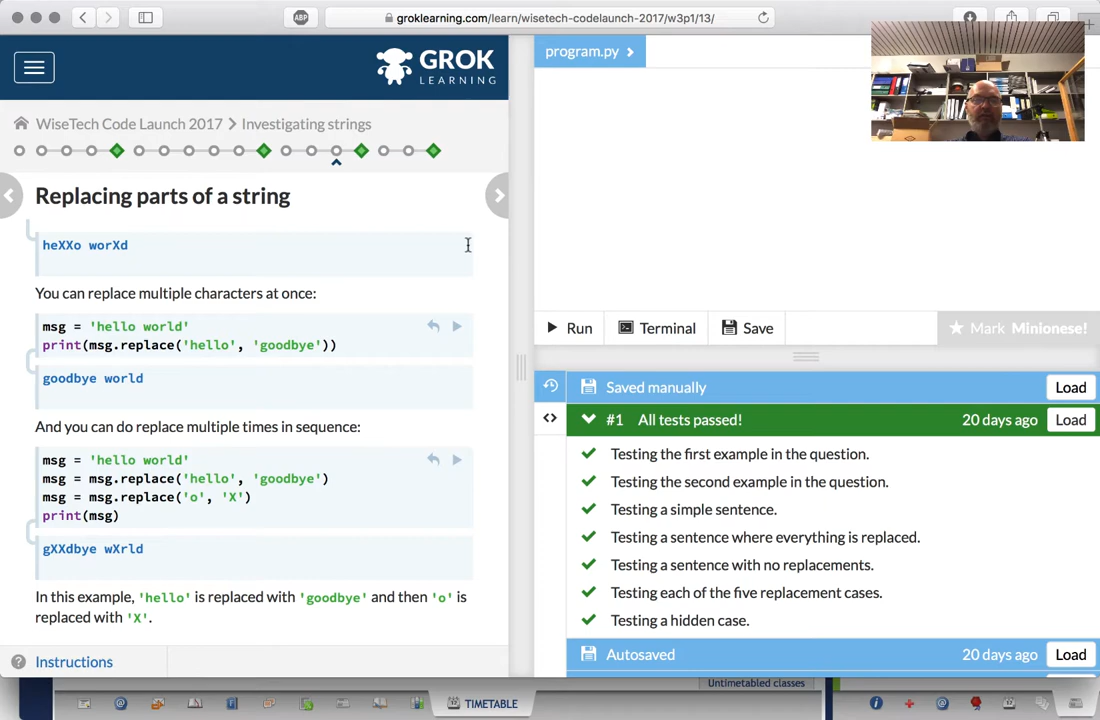 groklearning.com/learn/wisetech-codelaunch-2017/w3p1/13/
ABP
GROK
LEARNING
WiseTech Code Launch 2017 > Investigating strings
Replacing parts of a string
heXXo worXd
You can replace multiple characters at once:
msg = 'hello world'
print(msg.replace('hello', 'goodbye'))
goodbye world
And you can do replace multiple times in sequence:
msg = 'hello world'
msg = msg.replace('hello', 'goodbye')
msg = msg.replace('o', 'X')
print(msg)
gXXdbye wXrld
In this example, 'hello' is replaced with 'goodbye' and then 'o' is
replaced with 'X'.
? Instructions
program.py
Run Terminal Save Mark Minionese!
Saved manually Load
#1 All tests passed! 20 days ago Load
Testing the first example in the question.
Testing the second example in the question.
Testing a simple sentence.
Testing a sentence where everything is replaced.
Testing a sentence with no replacements.
Testing each of the five replacement cases.
Testing a hidden case.
Autosaved 20 days ago Load
Untimetabled classes
TIMETABLE